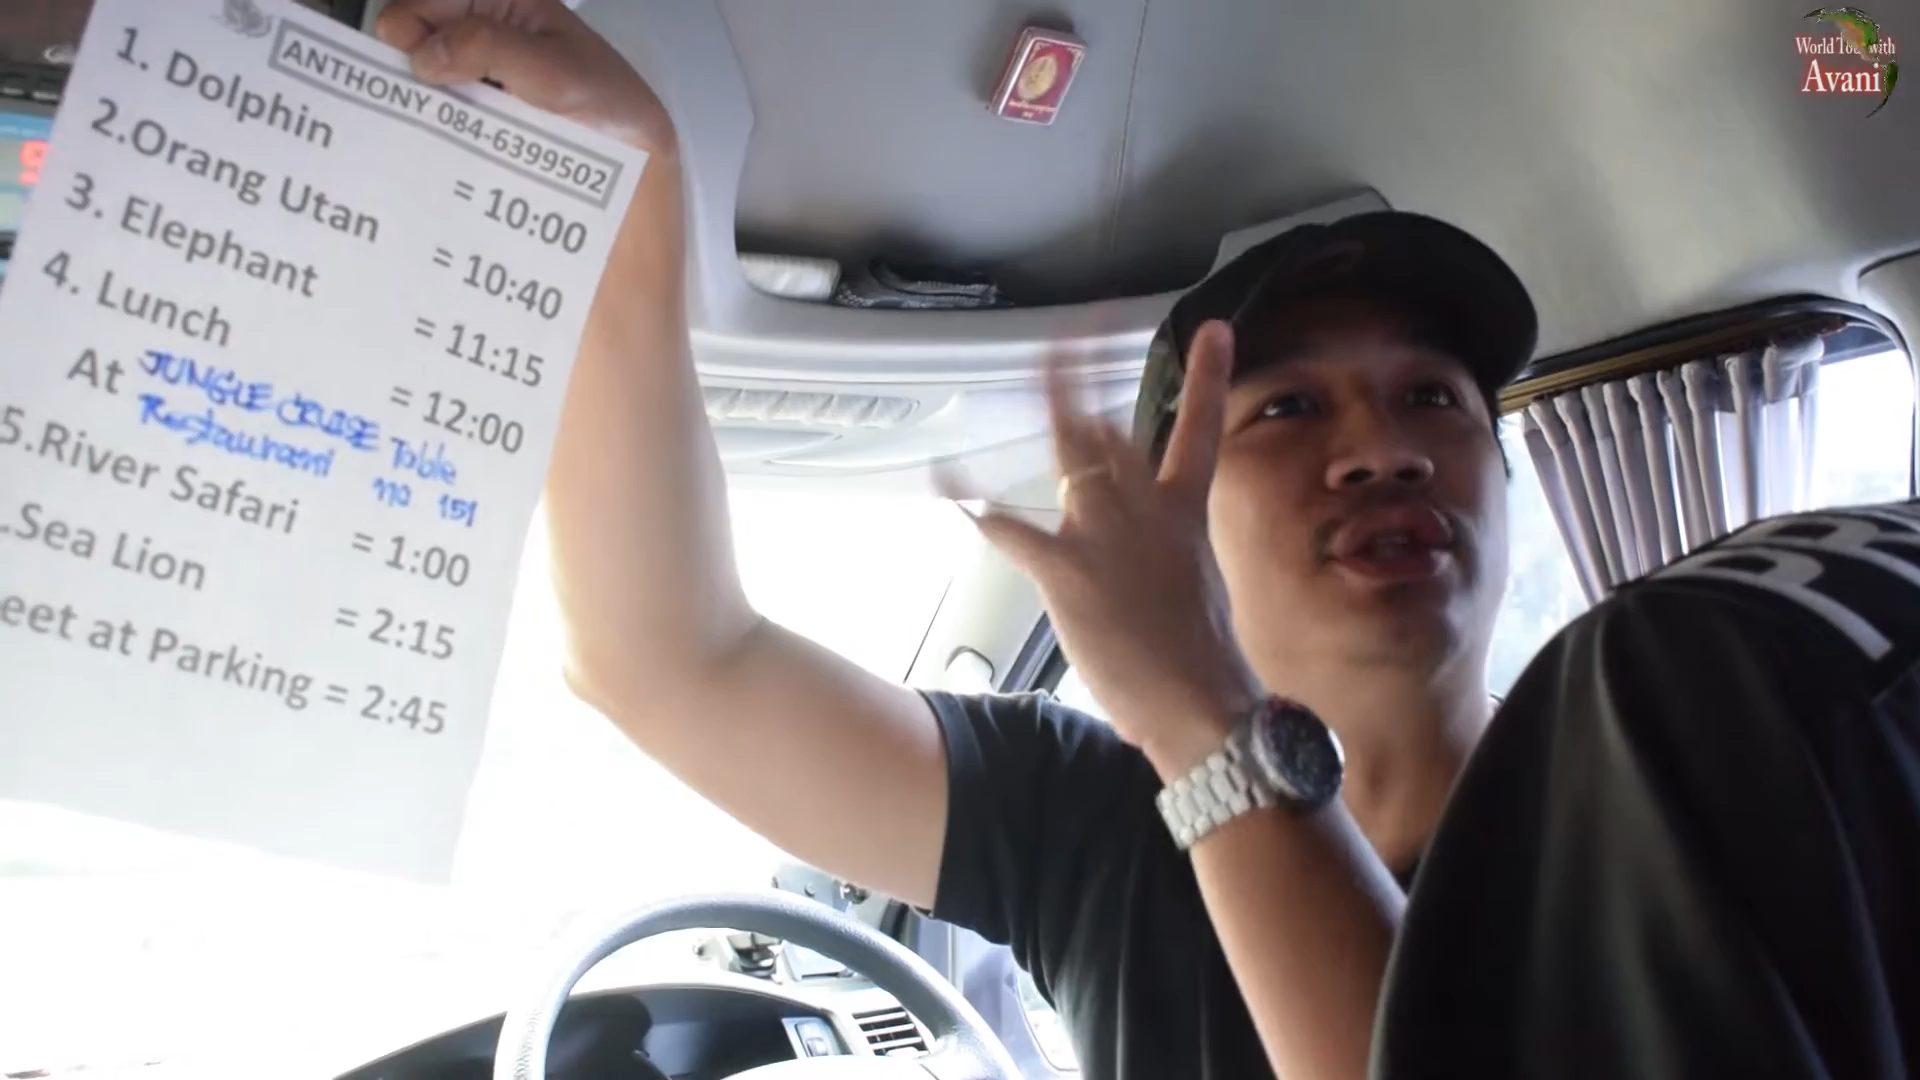 ANTHONY 084-6399502
1. Dolphin = 10:00
2.Orang Utan = 10:40
3. Elephant = 11:15
4. Lunch = 12:00
At JUNGLE CRUISE Table
Restaurant no 151
5.River Safari = 1:00
.Sea Lion = 2:15
eet at Parking = 2:45
World Tour with
Avani